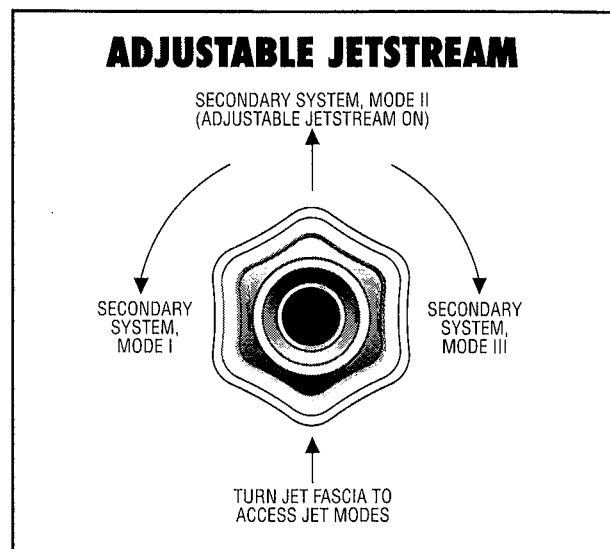 ADJUSTABLE JETSTREAM
SECONDARY SYSTEM, MODE II
(ADJUSTABLE JETSTREAM ON)
SECONDARY
SYSTEM,
MODE I
SECONDARY
SYSTEM,
MODE III
TURN JET FASCIA TO
ACCESS JET MODES